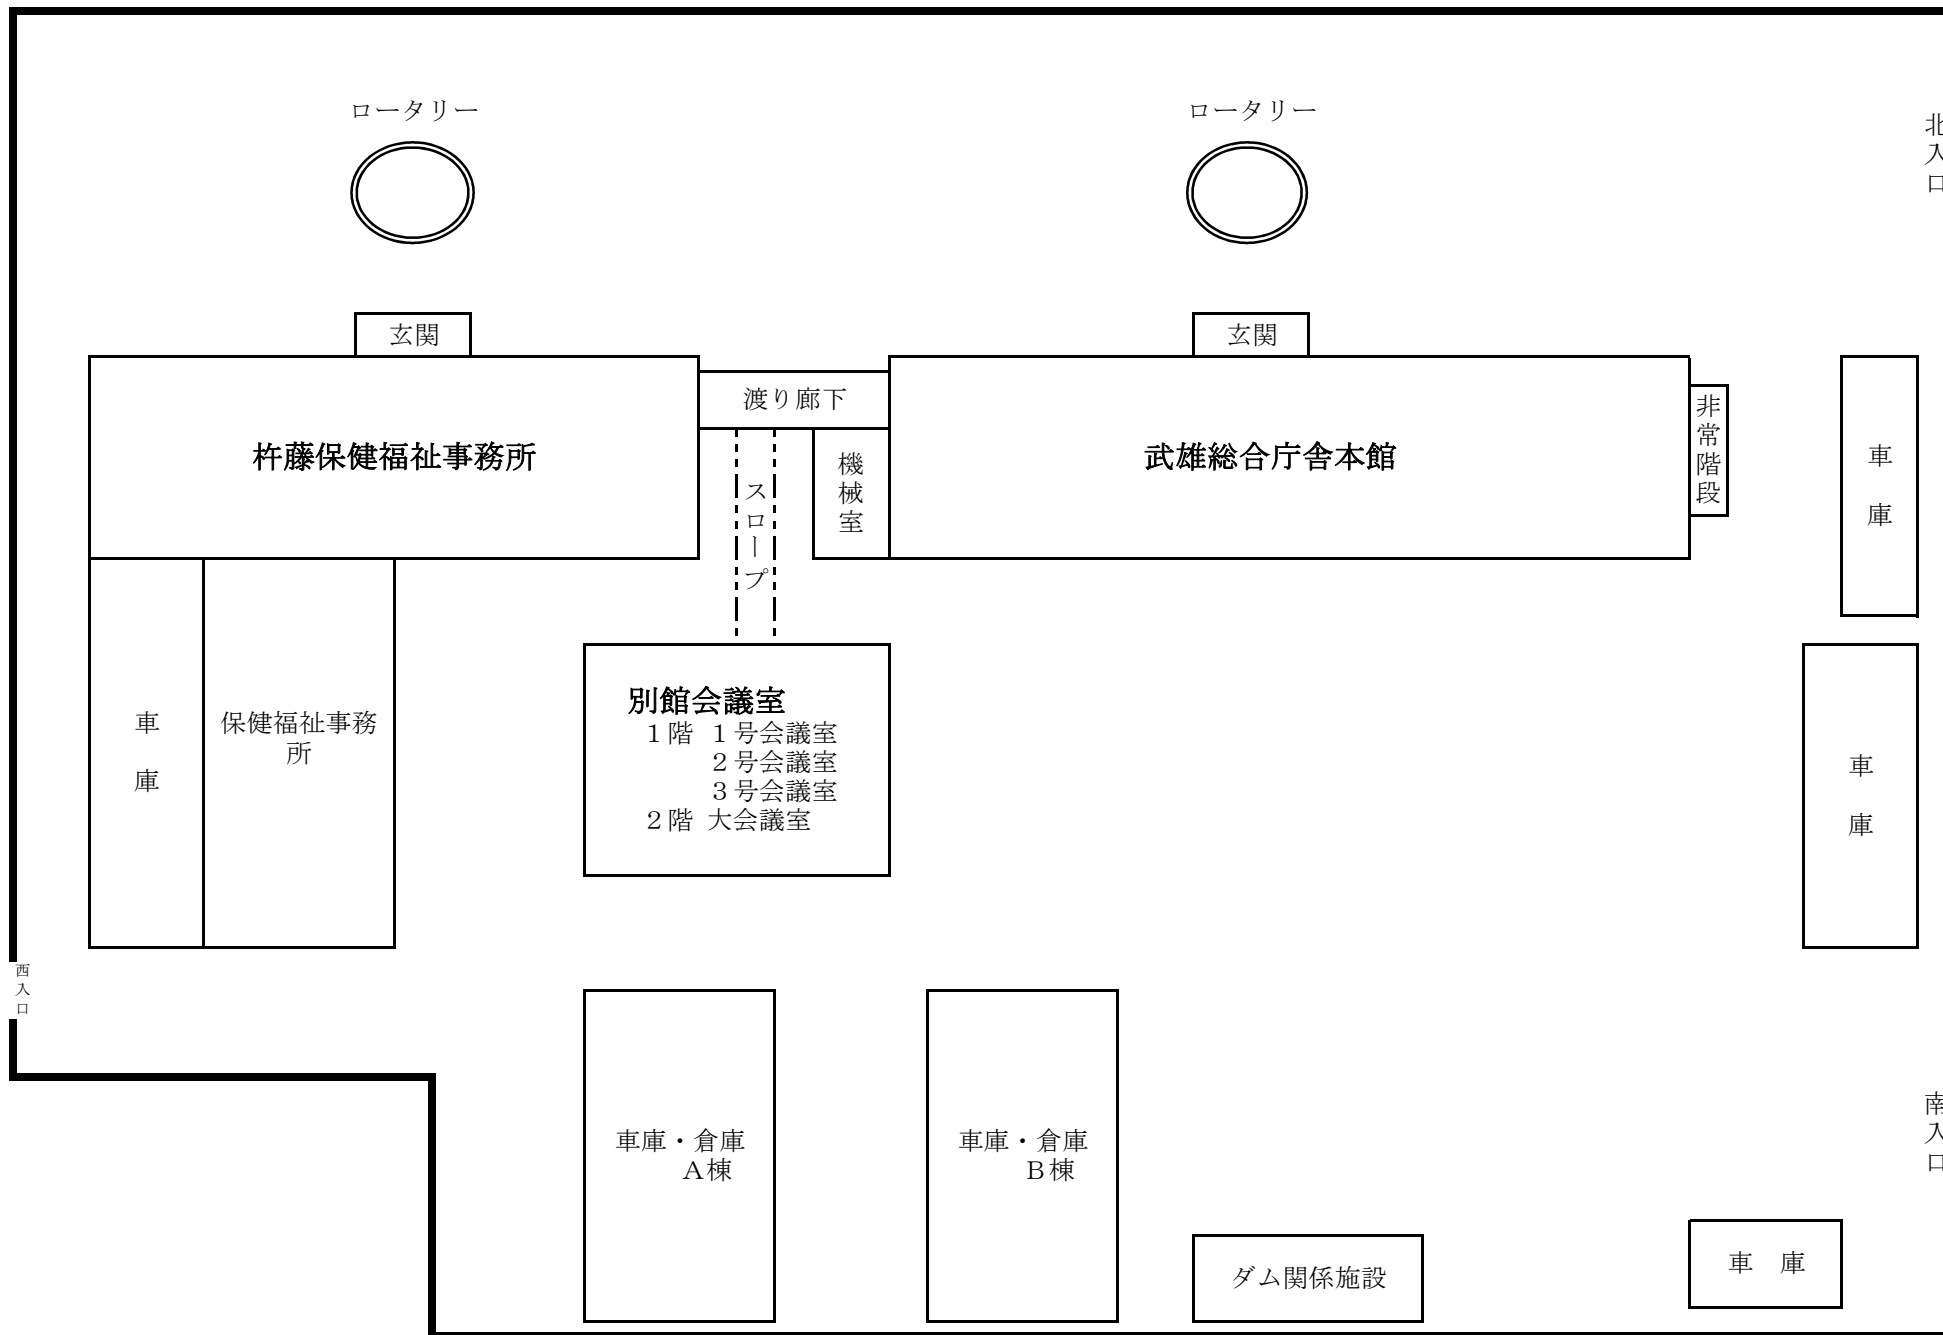 ロータリー
ロータリー
北入口
玄関
玄関
渡り廊下
非常階段
杵藤保健福祉事務所
武雄総合庁舎本館
機械室
スロープ
車庫
別館会議室
１階 １号会議室
２号会議室
３号会議室
２階 大会議室
車庫
保健福祉事務
所
車庫
西入口
南入口
車庫・倉庫
Ａ棟
車庫・倉庫
Ｂ棟
ダム関係施設
車　庫